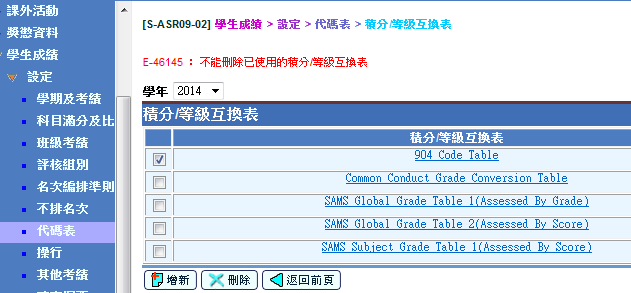 課外活動
獎懲資料
學生成績
設定
學期及考績
科目滿分及比
班級考績
評核組別
名次編排準則
不排名次
代碼表
操行
其他考績
[S-ASR09-02] 學生成績 > 設定 > 代碼表 > 積分/等級互換表
E-46145 : 不能刪除已使用的積分/等級互換表
學年 2014
積分/等級互換表
積分/等級互換表
904 Code Table
Common Conduct Grade Conversion Table
SAMS Global Grade Table 1(Assessed By Grade)
SAMS Global Grade Table 2(Assessed By Score)
SAMS Subject Grade Table 1(Assessed By Score)
增新 刪除 返回前頁